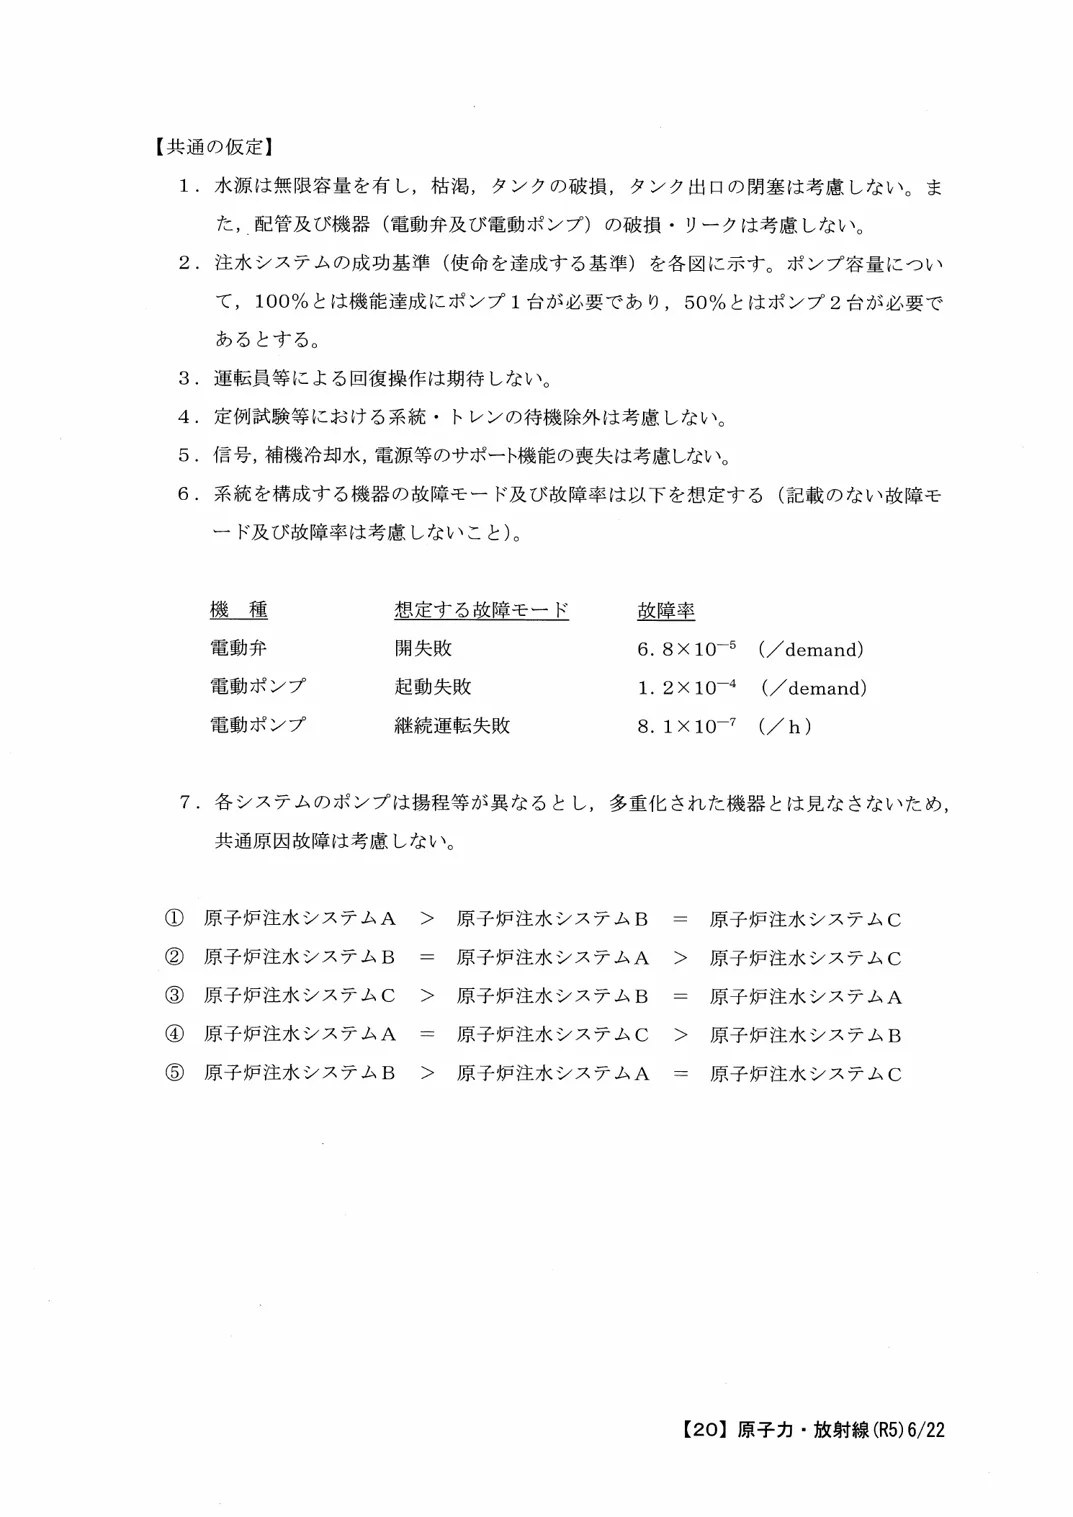 【共通の仮定】
1．水源は無限容量を有し，枯渇，タンクの破損，タンク出口の閉塞は考慮しない。ま
た，配管及び機器（電動弁及び電動ポンプ）の破損・リークは考慮しない。
2．注水システムの成功基準（使命を達成する基準）を各図に示す。ポンプ容量につい
て，100％とは機能達成にポンプ1台が必要であり，50％とはポンプ2台が必要で
あるとする。
3．運転員等による回復操作は期待しない。
4．定例試験等における系統・トレンの待機除外は考慮しない。
5．信号，補機冷却水，電源等のサポート機能の喪失は考慮しない。
6．系統を構成する機器の故障モード及び故障率は以下を想定する（記載のない故障モ
ード及び故障率は考慮しないこと）。
機　種　想定する故障モード　故障率
電動弁　開失敗　6.8×10⁻⁵　（／demand）
電動ポンプ　起動失敗　1.2×10⁻⁴　（／demand）
電動ポンプ　継続運転失敗　8.1×10⁻⁷　（／h）
7．各システムのポンプは揚程等が異なるとし，多重化された機器とは見なさないため，
共通原因故障は考慮しない。
①　原子炉注水システムA　＞　原子炉注水システムB　＝　原子炉注水システムC
②　原子炉注水システムB　＝　原子炉注水システムA　＞　原子炉注水システムC
③　原子炉注水システムC　＞　原子炉注水システムB　＝　原子炉注水システムA
④　原子炉注水システムA　＝　原子炉注水システムC　＞　原子炉注水システムB
⑤　原子炉注水システムB　＞　原子炉注水システムA　＝　原子炉注水システムC
【20】原子力・放射線(R5)6/22